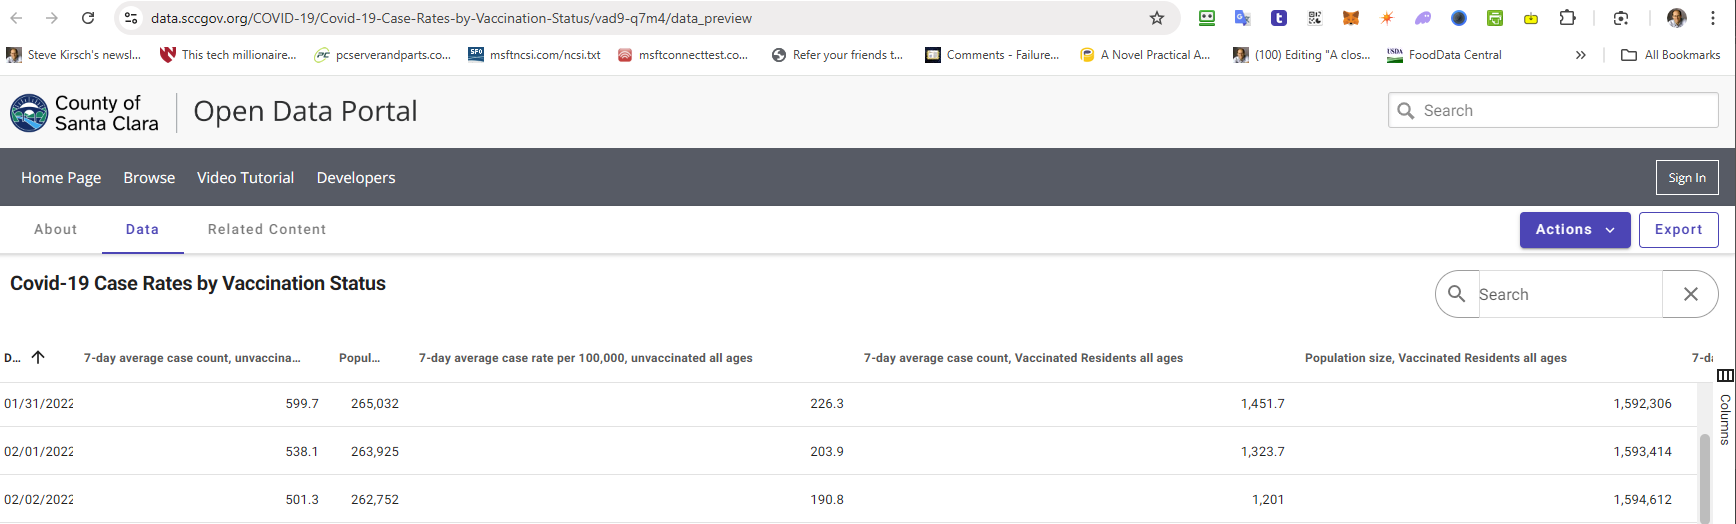 data.sccgov.org/COVID-19/Covid-19-Case-Rates-by-Vaccination-Status/vad9-q7m4/data_preview
Steve Kirsch's newsl... This tech millionaire... pcserverandparts.co... msftncsi.com/ncsi.txt msftconnecttest.co... Refer your friends t... Comments - Failure... A Novel Practical A... (100) Editing "A clos... USDA FoodData Central » All Bookmarks
County of
Santa Clara
Open Data Portal
Search
Home Page Browse Video Tutorial Developers Sign In
About Data Related Content Actions Export
Covid-19 Case Rates by Vaccination Status
Search
D... 7-day average case count, unvaccina... Popul... 7-day average case rate per 100,000, unvaccinated all ages 7-day average case count, Vaccinated Residents all ages Population size, Vaccinated Residents all ages 7-da
01/31/2022 599.7 265,032 226.3 1,451.7 1,592,306
02/01/2022 538.1 263,925 203.9 1,323.7 1,593,414
02/02/2022 501.3 262,752 190.8 1,201 1,594,612
Columns